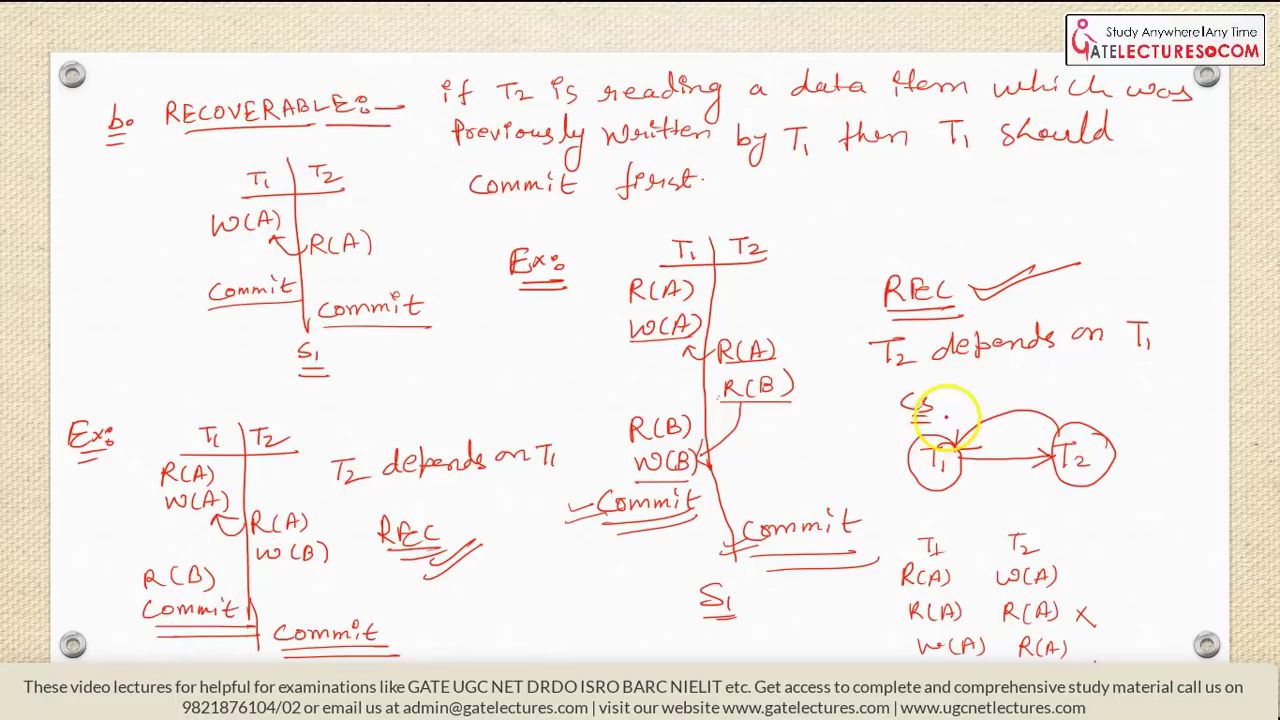 Study Anywhere|Any Time
GATELECTURES.COM
b. RECOVERABLE:-
if T2 is reading a data item which was
Previously written by T1 then T1 should
Commit first.
T1 T2
W(A)
R(A)
Commit
Commit
S1
Ex:
T1 T2
R(A)
W(A)
R(A)
R(B)
R(B)
W(B)
Commit
Commit
S1
REC
T2 depends on T1
CS
T1 T2
T1 T2
R(A) W(A)
R(A) R(A) X
W(A) R(A)
Ex:
T1 T2
R(A)
W(A)
R(A)
W(B)
R(B)
Commit
Commit
T2 depends on T1
REC
These video lectures for helpful for examinations like GATE UGC NET DRDO ISRO BARC NIELIT etc. Get access to complete and comprehensive study material call us on
9821876104/02 or email us at admin@gatelectures.com | visit our website www.gatelectures.com | www.ugcnetlectures.com